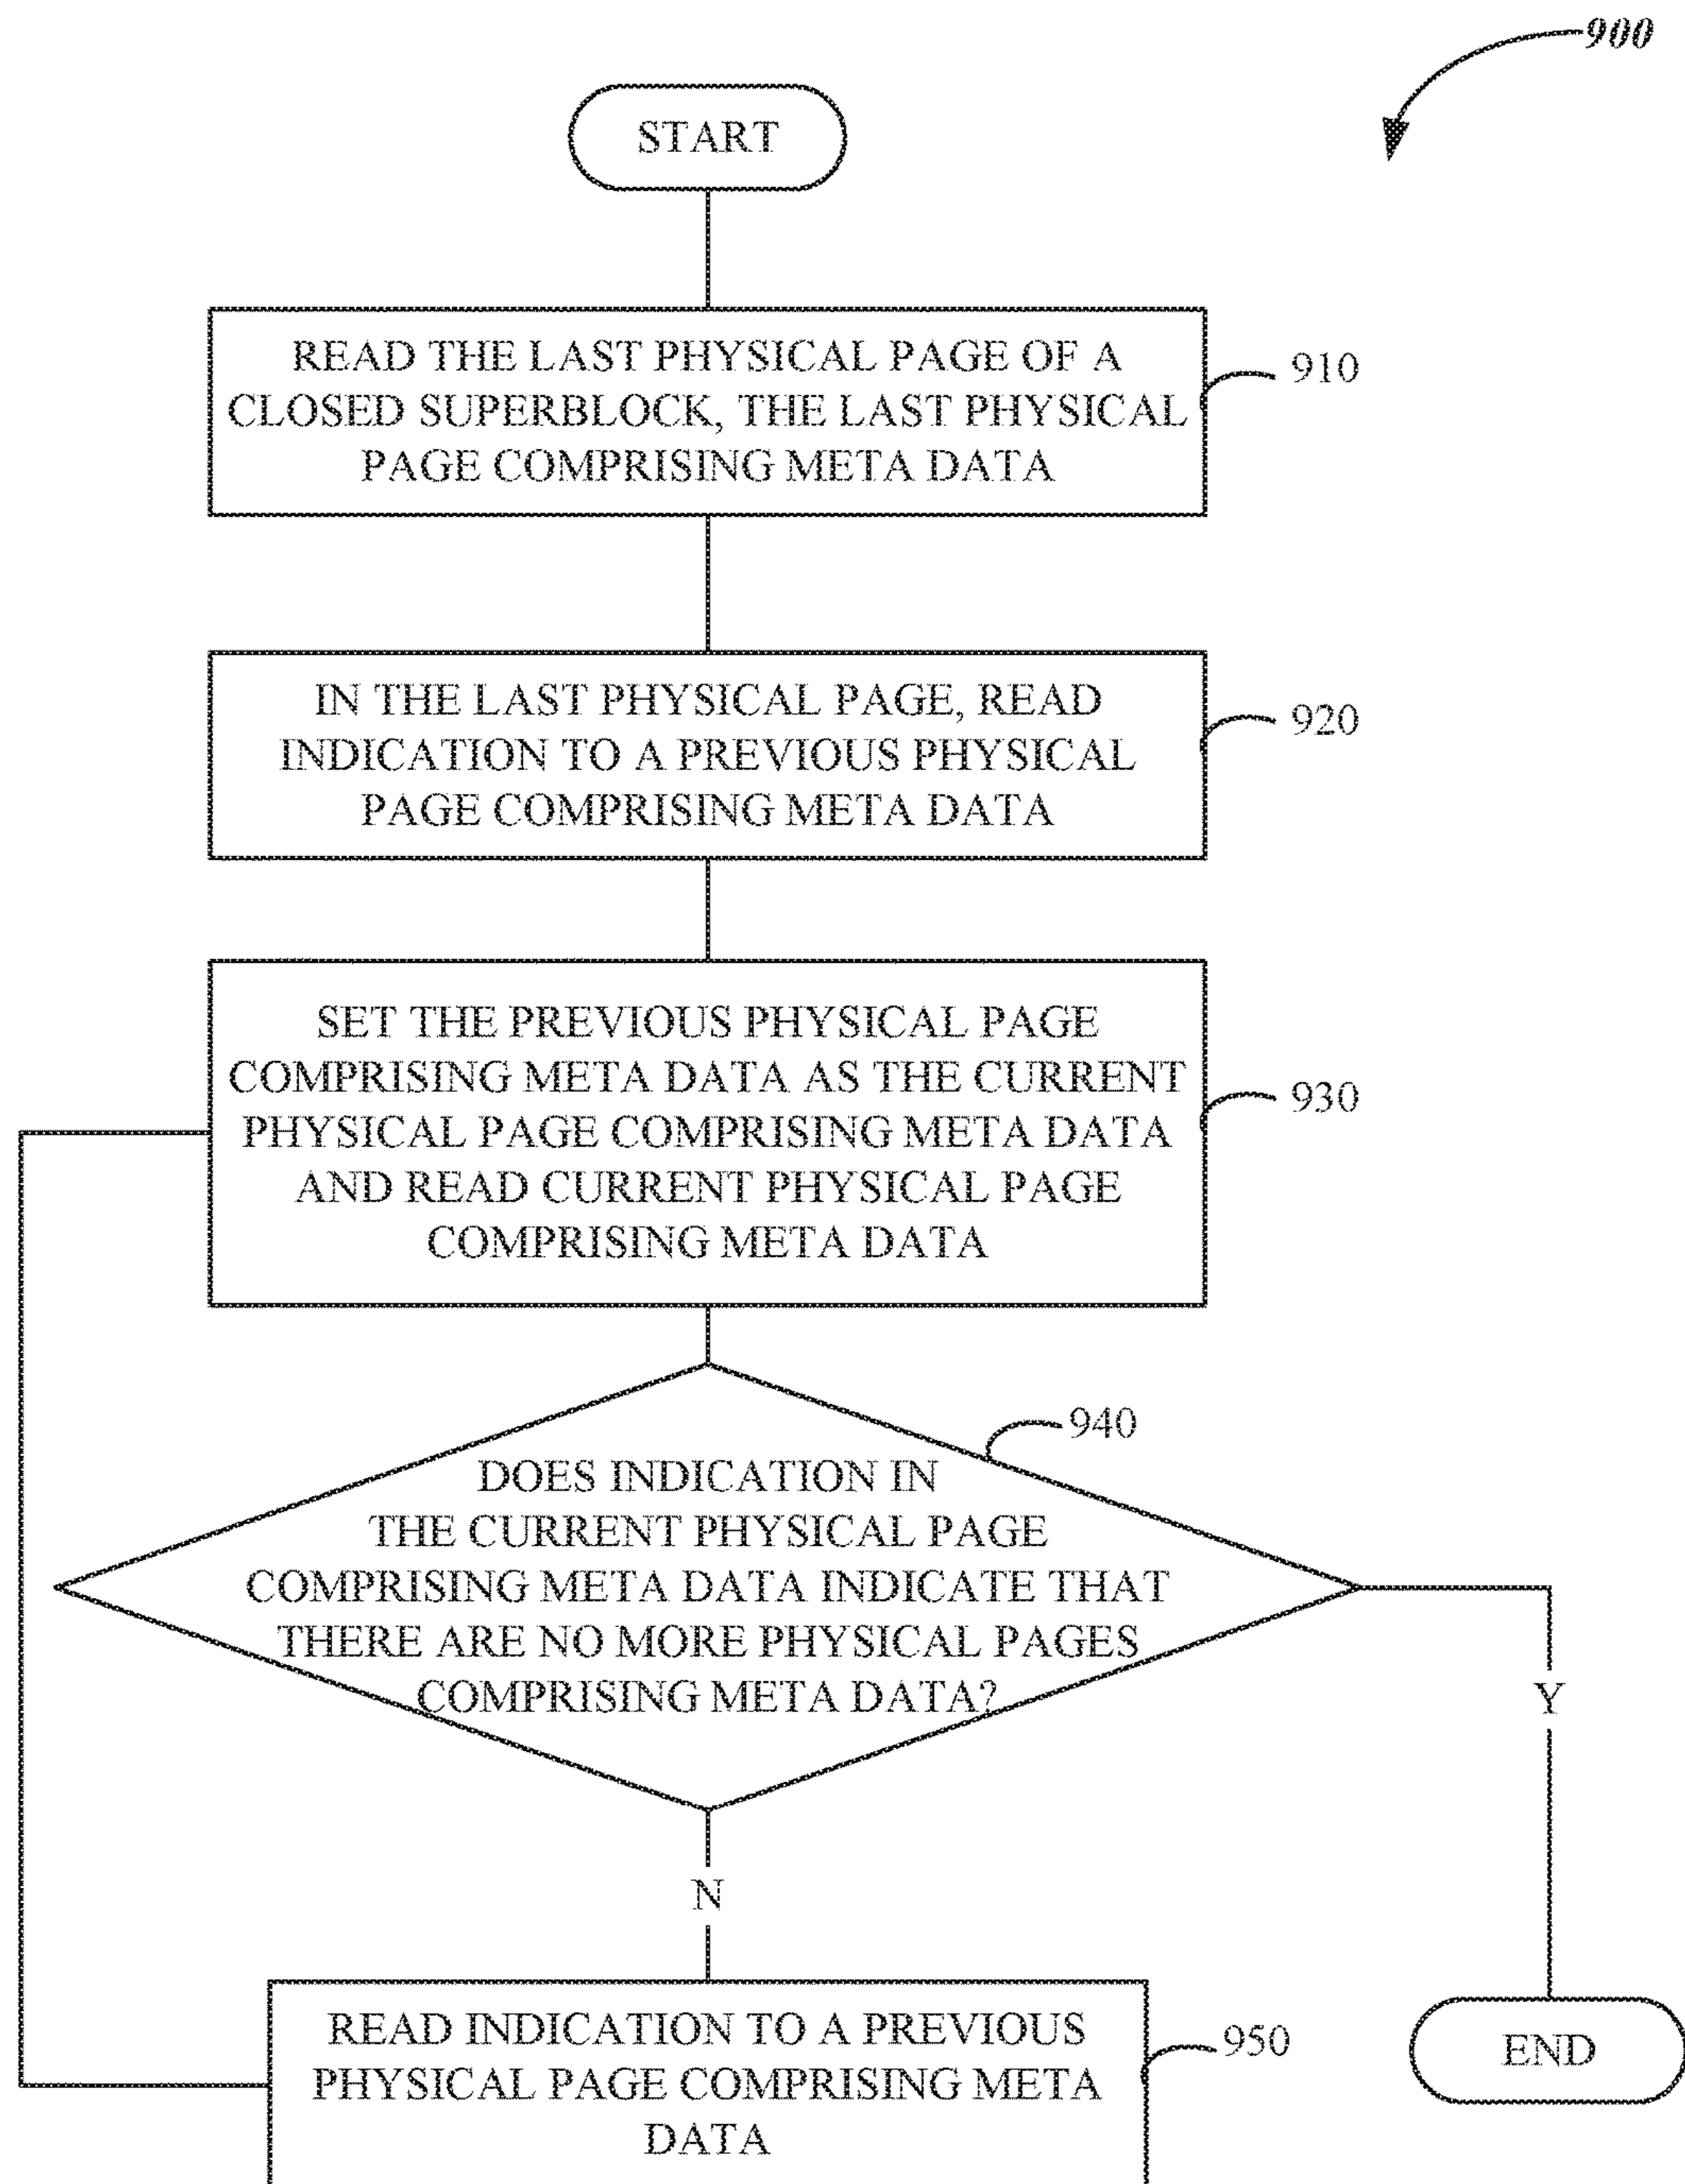 900
START
READ THE LAST PHYSICAL PAGE OF A
CLOSED SUPERBLOCK, THE LAST PHYSICAL
PAGE COMPRISING META DATA
910
IN THE LAST PHYSICAL PAGE, READ
INDICATION TO A PREVIOUS PHYSICAL
PAGE COMPRISING META DATA
920
SET THE PREVIOUS PHYSICAL PAGE
COMPRISING META DATA AS THE CURRENT
PHYSICAL PAGE COMPRISING META DATA
AND READ CURRENT PHYSICAL PAGE
COMPRISING META DATA
930
940
DOES INDICATION IN
THE CURRENT PHYSICAL PAGE
COMPRISING META DATA INDICATE THAT
THERE ARE NO MORE PHYSICAL PAGES
COMPRISING META DATA?
Y
N
READ INDICATION TO A PREVIOUS
PHYSICAL PAGE COMPRISING META
DATA
950
END